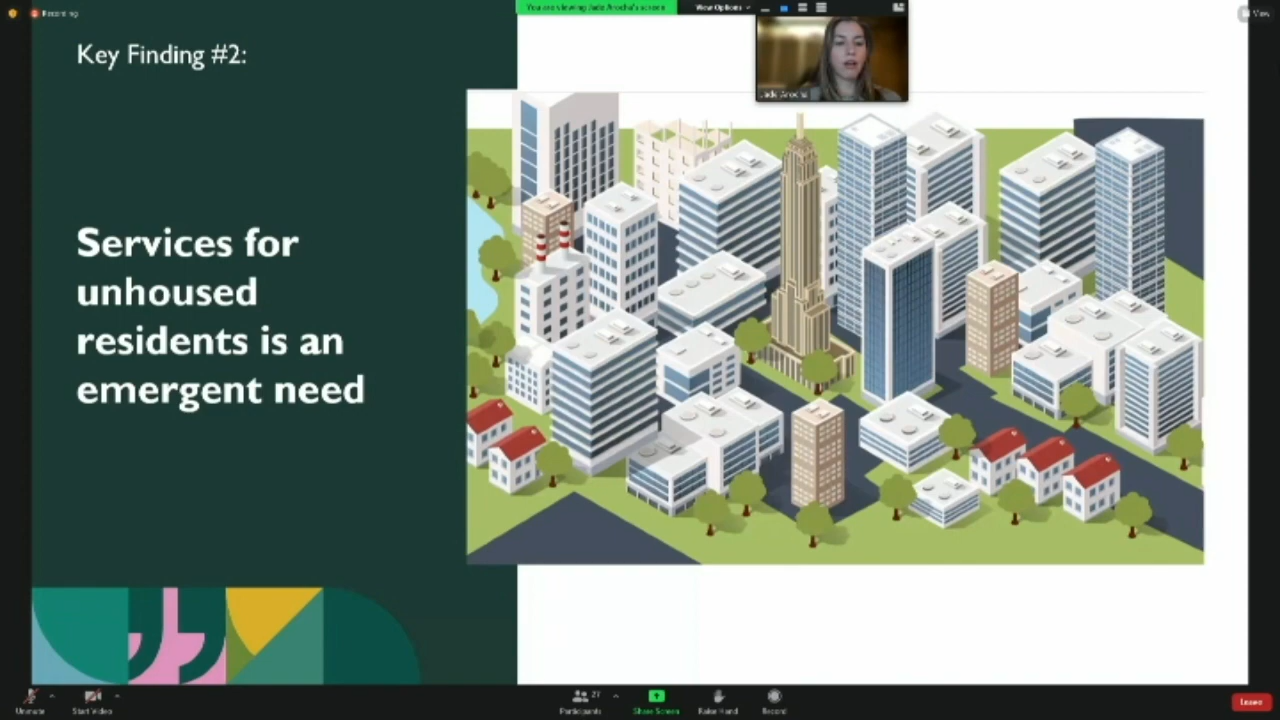 Recording
You are viewing Jade Arocha's screen
View Options
View
Key Finding #2:
Jade Arocha
Services for
unhoused
residents is an
emergent need
Unmute
Start Video
27
Participants
Share Screen
Raise Hand
Record
Leave